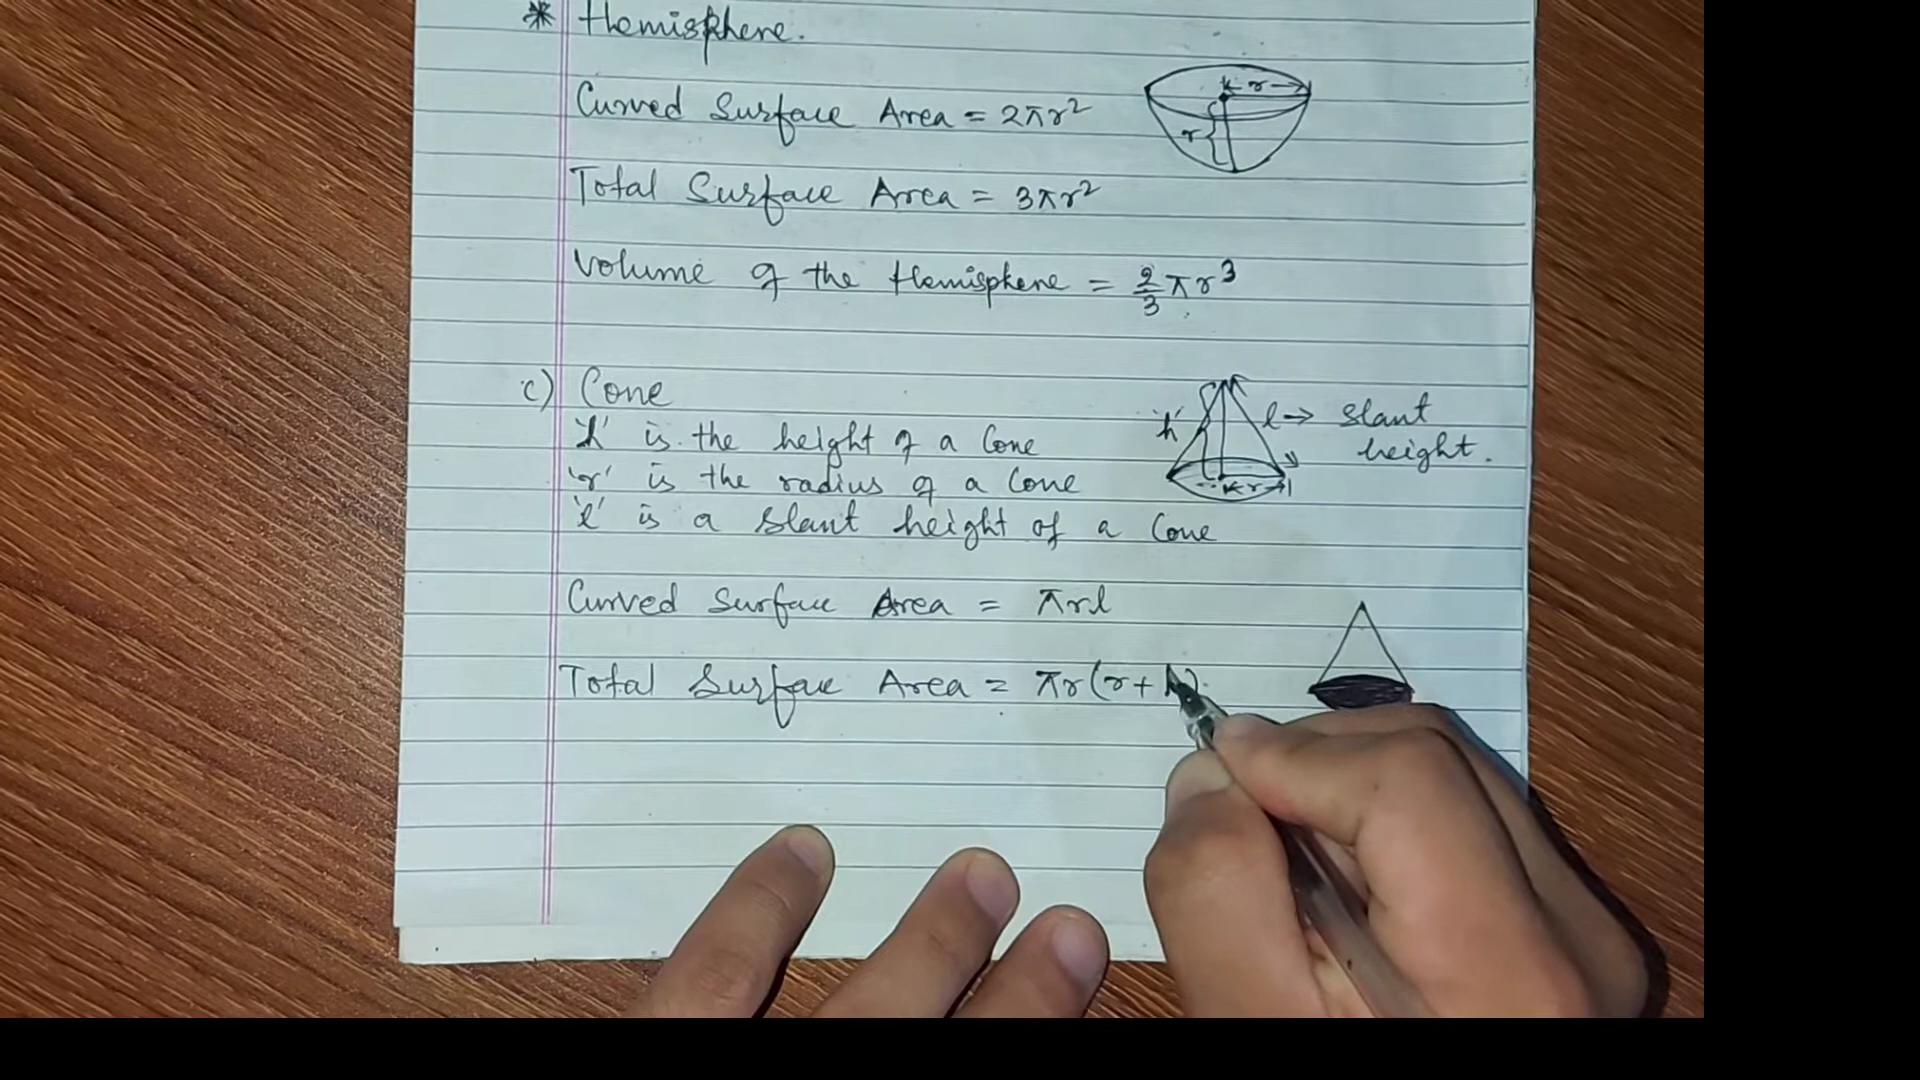 * Hemisphere.
Curved Surface Area = 2πr²
r
r
Total Surface Area = 3πr²
Volume of the Hemisphere = 2/3 πr³
c) Cone
'h' l → slant height.
'h' is the height of a Cone
'r' is the radius of a Cone
r
'l' is a slant height of a Cone
Curved Surface Area = πrl
Total Surface Area = πr(r+